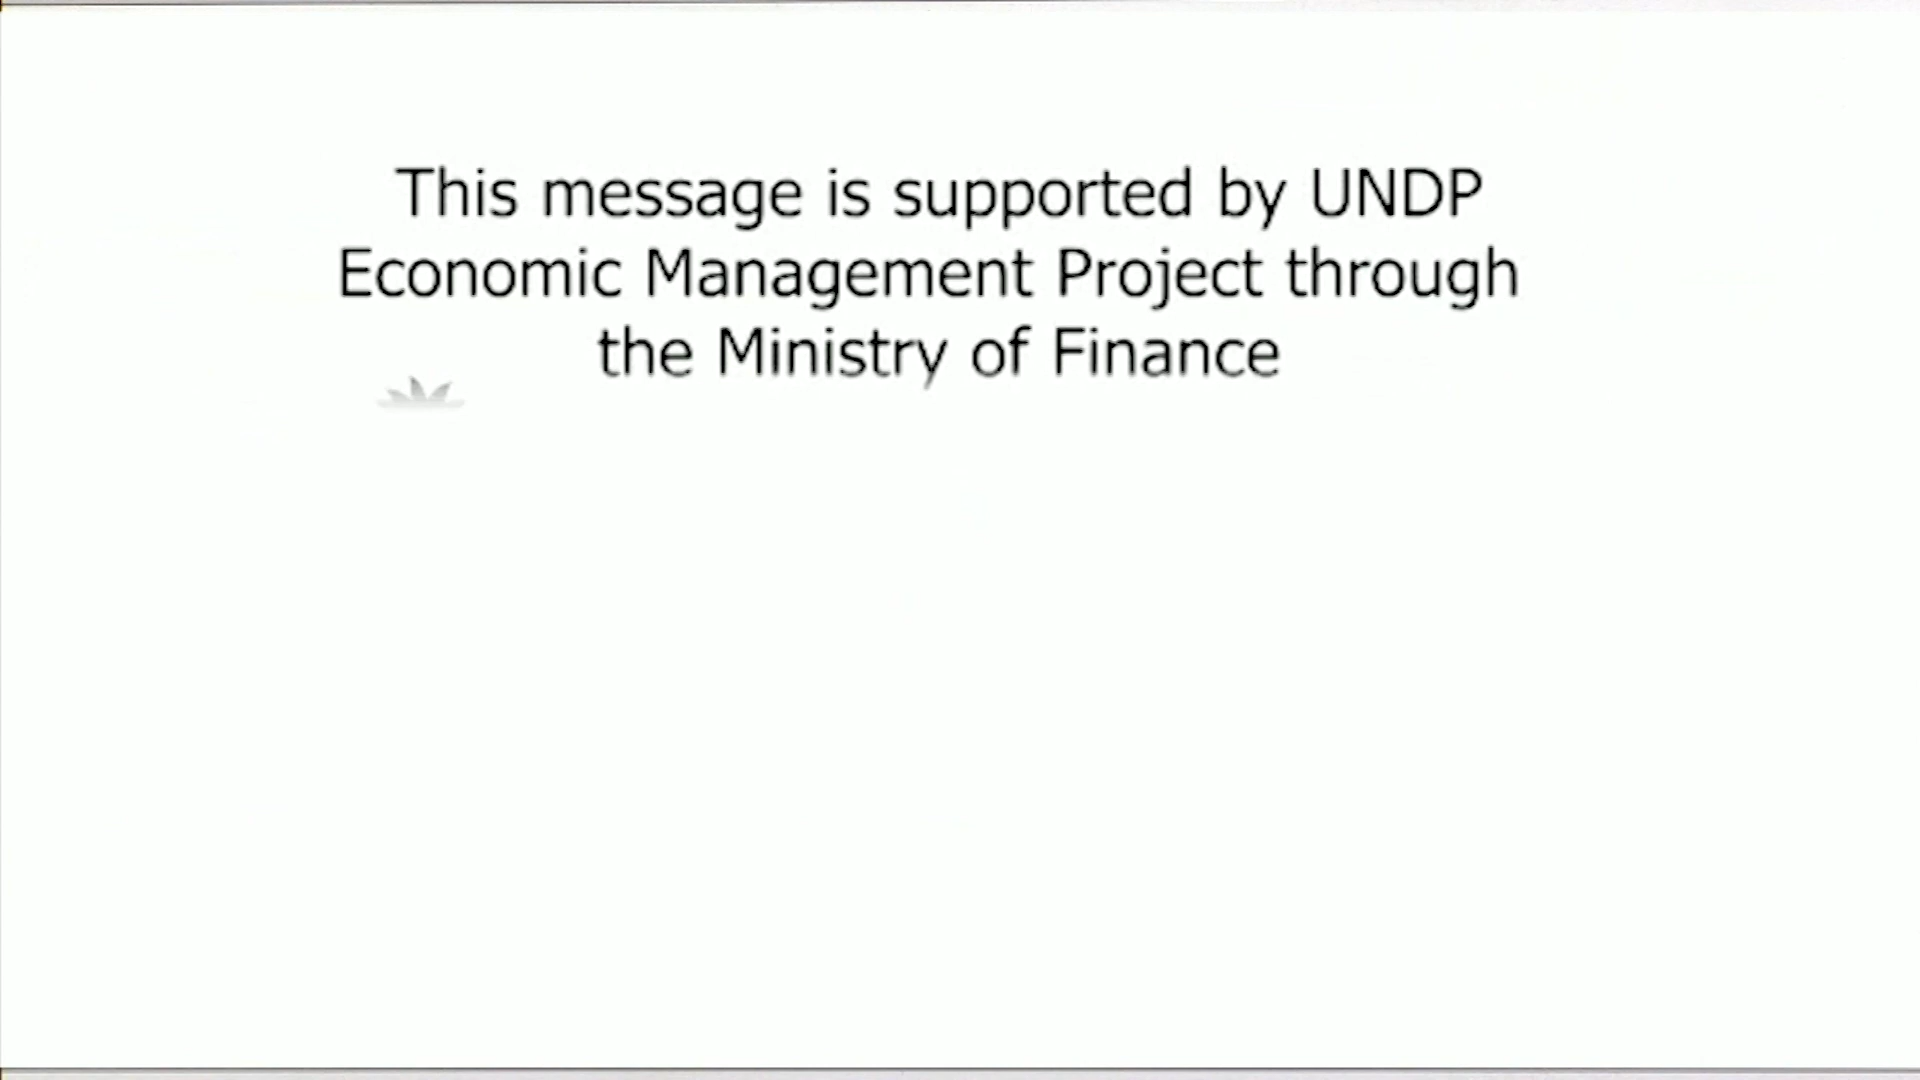 This message is supported by UNDP
Economic Management Project through
the Ministry of Finance